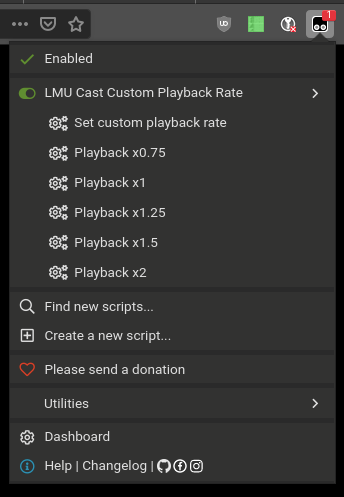 1
Enabled
LMU Cast Custom Playback Rate
Set custom playback rate
Playback x0.75
Playback x1
Playback x1.25
Playback x1.5
Playback x2
Find new scripts...
Create a new script...
Please send a donation
Utilities
Dashboard
Help | Changelog |